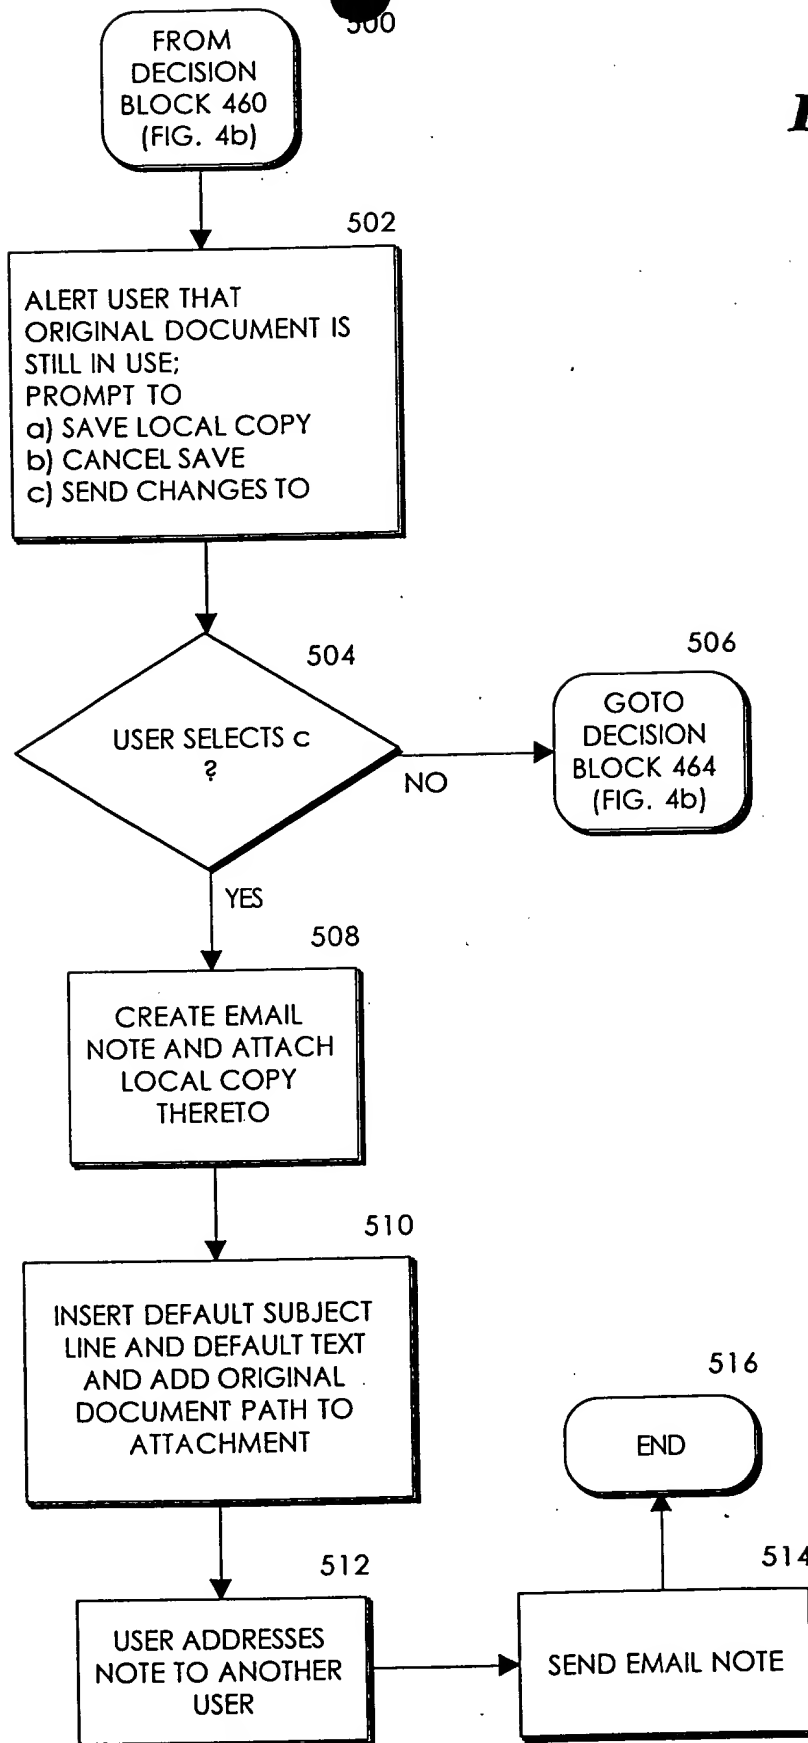 500
FROM
DECISION
BLOCK 460
(FIG. 4b)
502
ALERT USER THAT
ORIGINAL DOCUMENT IS
STILL IN USE;
PROMPT TO
a) SAVE LOCAL COPY
b) CANCEL SAVE
c) SEND CHANGES TO
504
USER SELECTS c
?
NO
506
GOTO
DECISION
BLOCK 464
(FIG. 4b)
YES
508
CREATE EMAIL
NOTE AND ATTACH
LOCAL COPY
THERETO
510
INSERT DEFAULT SUBJECT
LINE AND DEFAULT TEXT
AND ADD ORIGINAL
DOCUMENT PATH TO
ATTACHMENT
512
USER ADDRESSES
NOTE TO ANOTHER
USER
514
SEND EMAIL NOTE
516
END